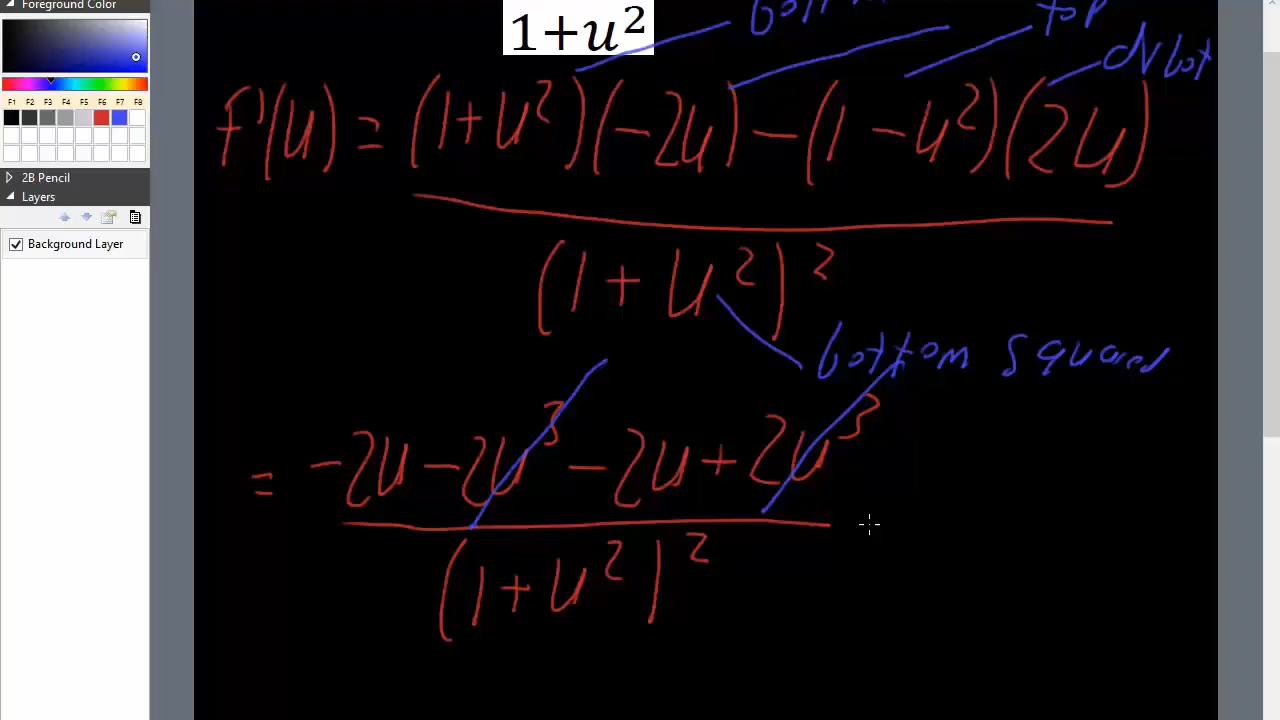 Foreground Color
F1 F2 F3 F4 F5 F6 F7 F8
2B Pencil
Layers
Background Layer
1+u²
top
dv bot
f'(u) = (1+u²)(-2u) - (1-u²)(2u)
(1+u²)²
bottom squared
= -2u - 2u³ - 2u + 2u³
(1+u²)²